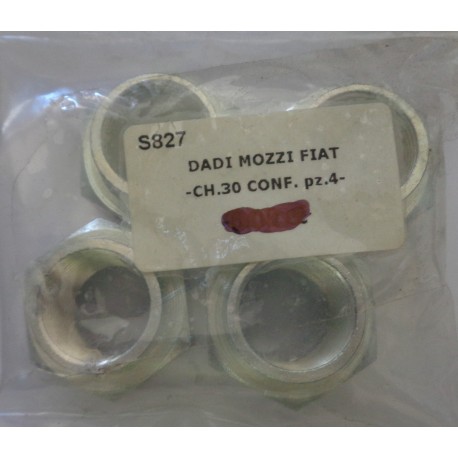 S827
DADI MOZZI FIAT
-CH.30 CONF. pz.4-